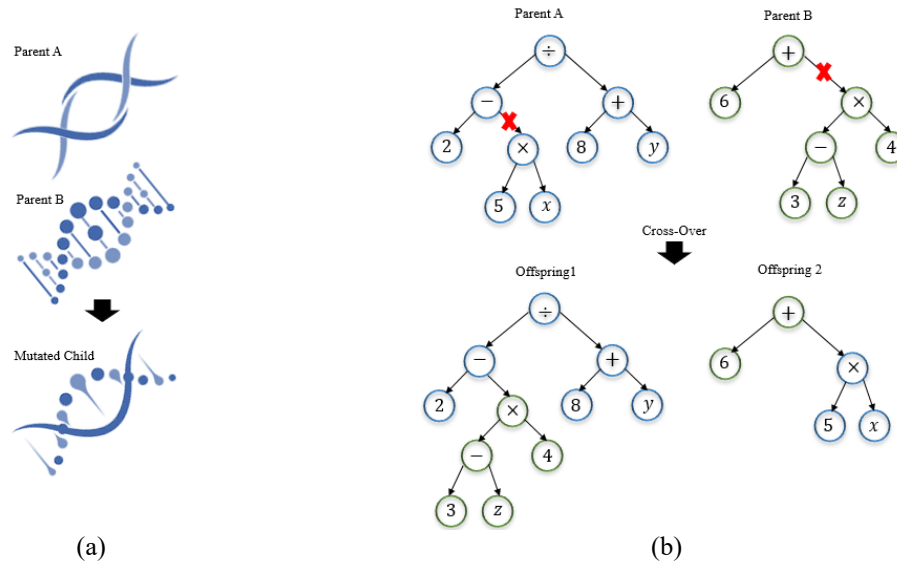 Parent A
Parent B
Mutated Child
(a)
Parent A
÷
− +
2 × 8 y
5 x
Parent B
+
6 ×
− 4
3 z
Cross-Over
Offspring1
÷
− +
2 × 8 y
− 4
3 z
Offspring 2
+
6 ×
5 x
(b)